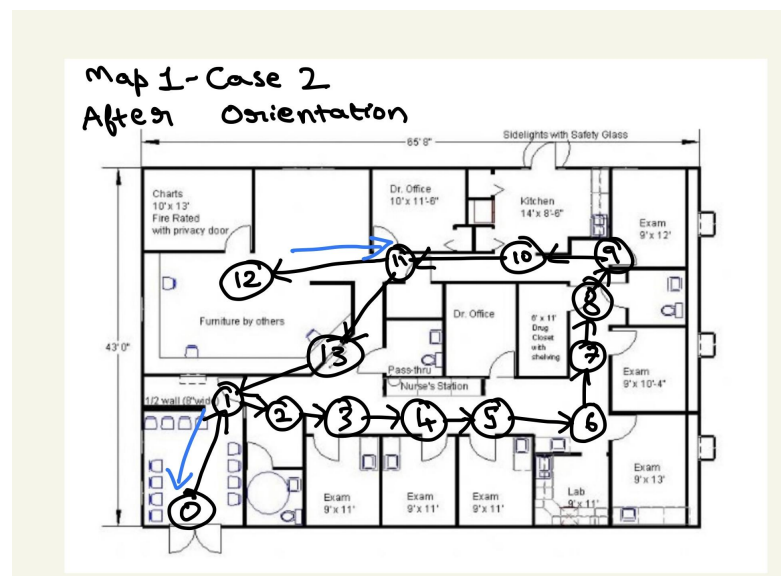 Map 1 - Case 2
After Orientation
65' 8"
Sidelights with Safety Glass
Charts
10' x 13'
Fire Rated
with privacy door
Dr. Office
10' x 11'-6"
Kitchen
14' x 8'-6"
Exam
9' x 12'
12
11
10
9
8
Furniture by others
Dr. Office
6' x 11'
Drug
Closet
with
shelving
43' 0"
13
7
Pass-thru
Exam
9' x 10'-4"
Nurse's Station
1/2 wall (8" wide)
1
2
3
4
5
6
Exam
9' x 11'
Exam
9' x 11'
Exam
9' x 11'
Lab
9' x 11'
Exam
9' x 13'
0